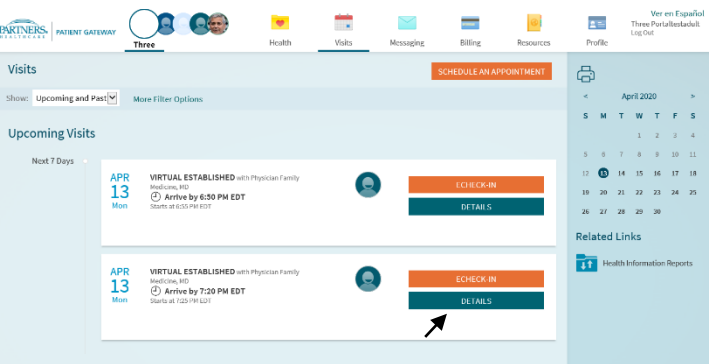 PARTNERS.
HEALTHCARE
PATIENT GATEWAY
Three
Health
Visits
Messaging
Billing
Resources
Profile
Ver en Español
Three Portaltestadult
Log Out
Visits
SCHEDULE AN APPOINTMENT
Show: Upcoming and Past
More Filter Options
Upcoming Visits
Next 7 Days
APR
13
Mon
VIRTUAL ESTABLISHED with Physician Family
Medicine, MD
Arrive by 6:50 PM EDT
Starts at 6:55 PM EDT
ECHECK-IN
DETAILS
APR
13
Mon
VIRTUAL ESTABLISHED with Physician Family
Medicine, MD
Arrive by 7:20 PM EDT
Starts at 7:25 PM EDT
ECHECK-IN
DETAILS
« April 2020 »
S M T W T F S
1 2 3 4
5 6 7 8 9 10 11
12 13 14 15 16 17 18
19 20 21 22 23 24 25
26 27 28 29 30
Related Links
Health Information Reports